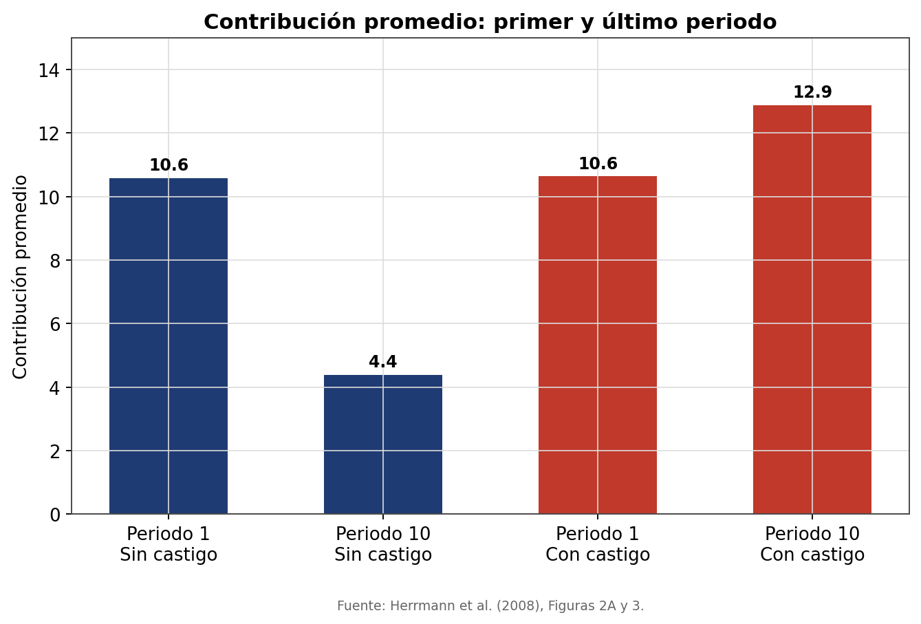 Contribución promedio: primer y último periodo
Contribución promedio
14
12
10
8
6
4
2
0
10.6
4.4
10.6
12.9
Periodo 1
Sin castigo
Periodo 10
Sin castigo
Periodo 1
Con castigo
Periodo 10
Con castigo
Fuente: Herrmann et al. (2008), Figuras 2A y 3.